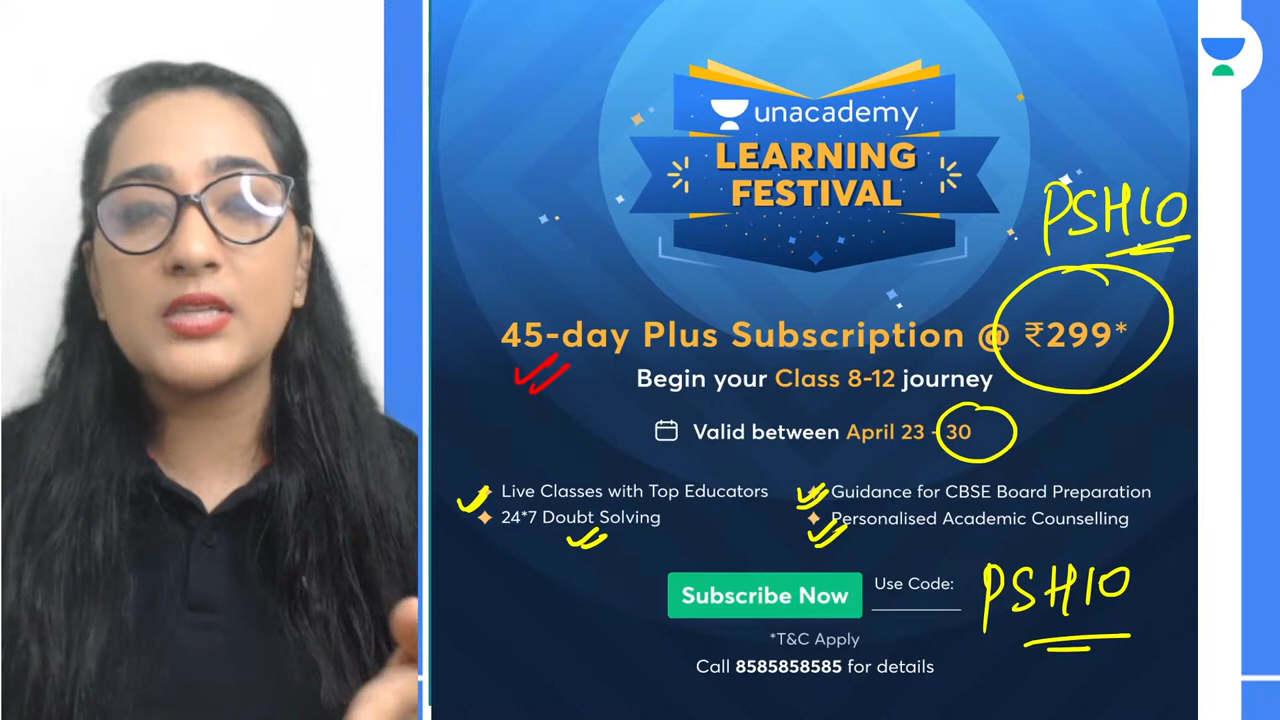 unacademy
LEARNING
FESTIVAL
PSH10
45-day Plus Subscription @ ₹299*
Begin your Class 8-12 journey
Valid between April 23 - 30
Live Classes with Top Educators
24*7 Doubt Solving
Guidance for CBSE Board Preparation
Personalised Academic Counselling
Subscribe Now
Use Code:
PSH10
*T&C Apply
Call 8585858585 for details